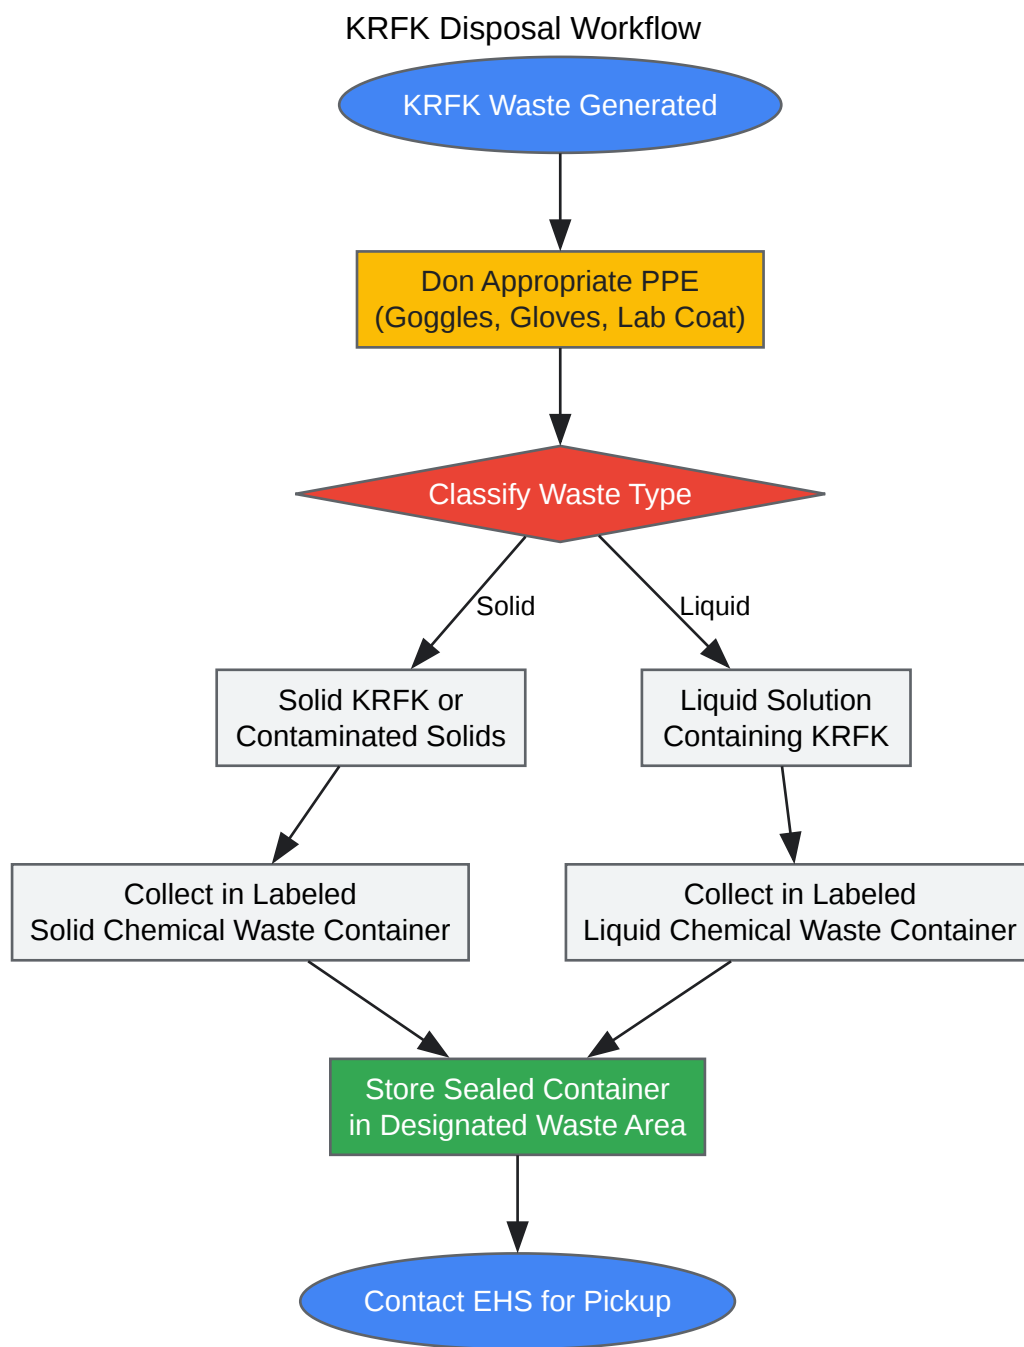 KRFK Disposal Workflow
KRFK Waste Generated
Don Appropriate PPE
(Goggles, Gloves, Lab Coat)
Classify Waste Type
Solid
Liquid
Solid KRFK or
Contaminated Solids
Liquid Solution
Containing KRFK
Collect in Labeled
Solid Chemical Waste Container
Collect in Labeled
Liquid Chemical Waste Container
Store Sealed Container
in Designated Waste Area
Contact EHS for Pickup